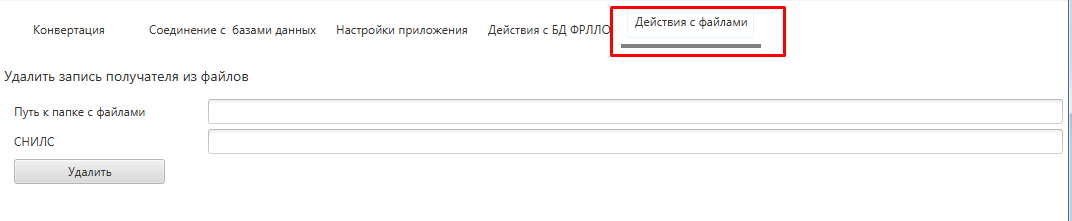 Конвертация Соединение с базами данных Настройки приложения Действия с БД ФРЛЛО Действия с файлами
Удалить запись получателя из файлов
Путь к папке с файлами
СНИЛС
Удалить